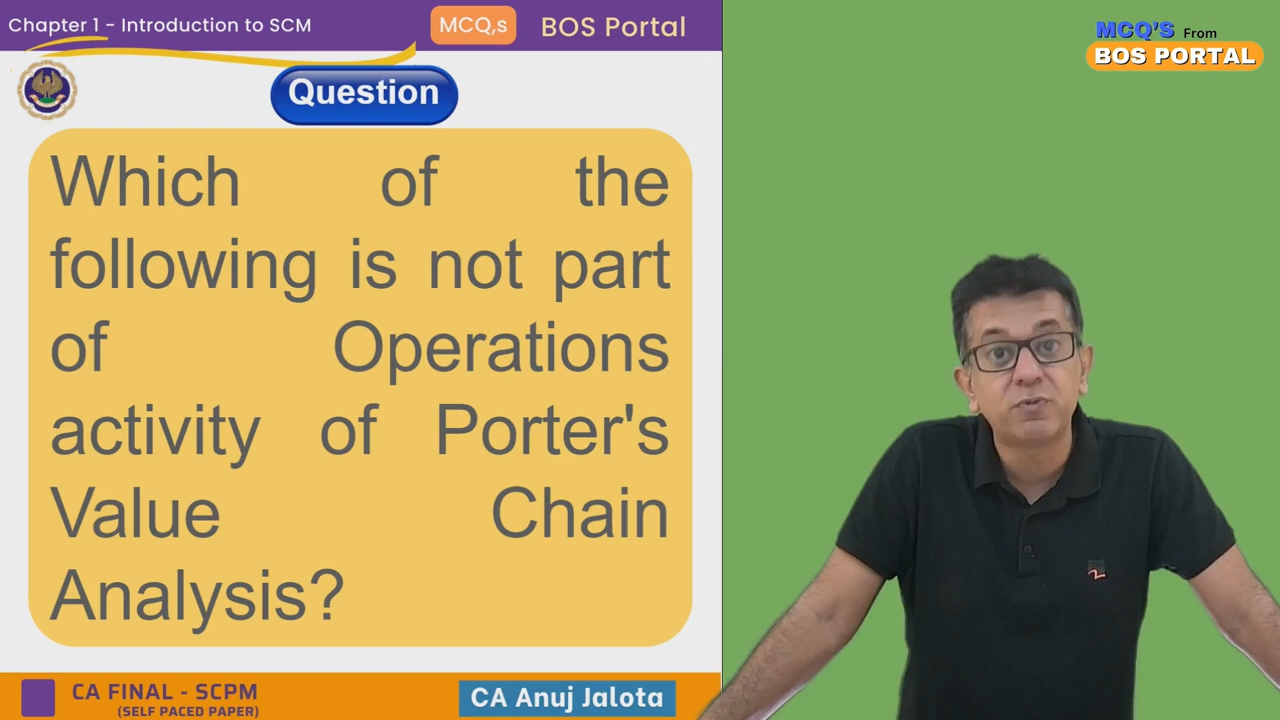 Chapter 1 - Introduction to SCM
MCQ,s
BOS Portal
MCQ'S From
BOS PORTAL
Question
Which of the
following is not part
of Operations
activity of Porter's
Value Chain
Analysis?
CA FINAL - SCPM
(SELF PACED PAPER)
CA Anuj Jalota